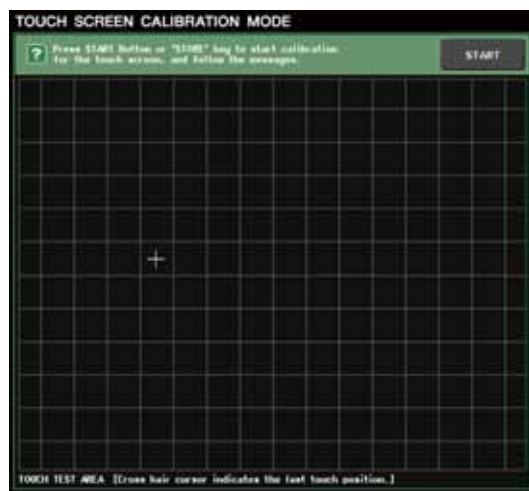 TOUCH SCREEN CALIBRATION MODE
? Press START Button or "STORE" key to start calibration
for the touch screen, and follow the messages.
START
TOUCH TEST AREA [Cross hair cursor indicates the last touch position.]